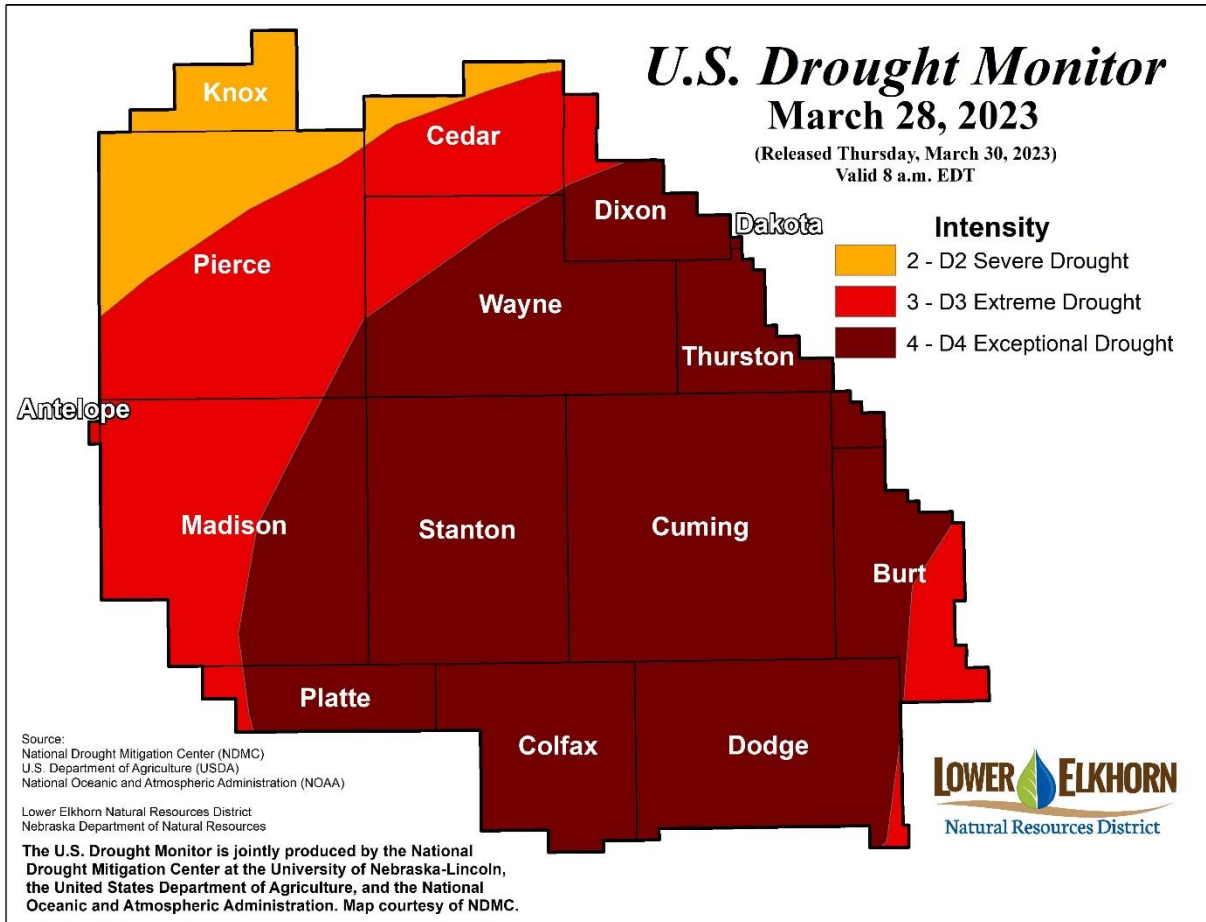 U.S. Drought Monitor
March 28, 2023
(Released Thursday, March 30, 2023)
Valid 8 a.m. EDT
Intensity
2 - D2 Severe Drought
3 - D3 Extreme Drought
4 - D4 Exceptional Drought
Knox
Cedar
Dixon
Dakota
Pierce
Wayne
Thurston
Antelope
Madison
Stanton
Cuming
Burt
Platte
Colfax
Dodge
Source:
National Drought Mitigation Center (NDMC)
U.S. Department of Agriculture (USDA)
National Oceanic and Atmospheric Administration (NOAA)
Lower Elkhorn Natural Resources District
Nebraska Department of Natural Resources
The U.S. Drought Monitor is jointly produced by the National
Drought Mitigation Center at the University of Nebraska-Lincoln,
the United States Department of Agriculture, and the National
Oceanic and Atmospheric Administration. Map courtesy of NDMC.
LOWER ELKHORN
Natural Resources District